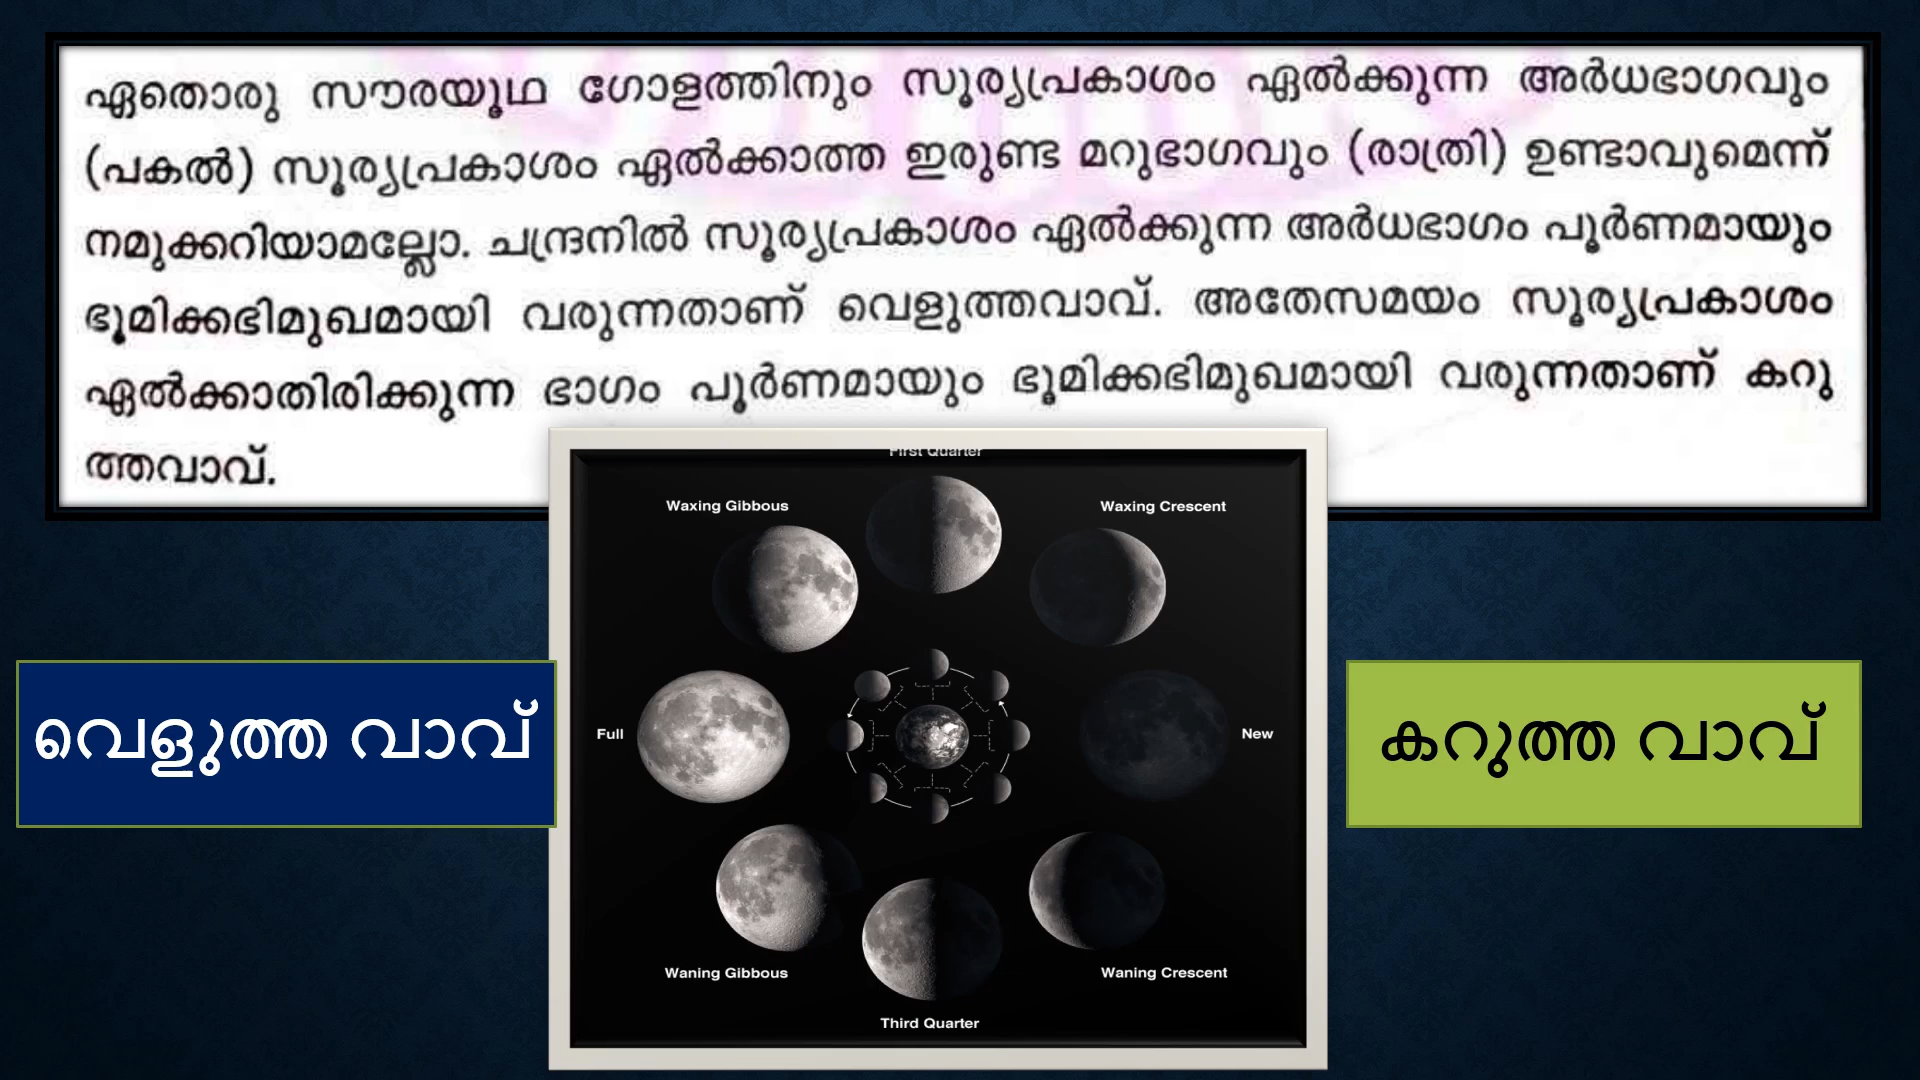 ഏതൊരു സൗരയൂഥ ഗോളത്തിനും സൂര്യപ്രകാശം ഏൽക്കുന്ന അർധഭാഗവും
(പകൽ) സൂര്യപ്രകാശം ഏൽക്കാത്ത ഇരുണ്ട മറുഭാഗവും (രാത്രി) ഉണ്ടാവുമെന്ന്
നമുക്കറിയാമല്ലോ. ചന്ദ്രനിൽ സൂര്യപ്രകാശം ഏൽക്കുന്ന അർധഭാഗം പൂർണമായും
ഭൂമിക്കഭിമുഖമായി വരുന്നതാണ് വെളുത്തവാവ്. അതേസമയം സൂര്യപ്രകാശം
ഏൽക്കാതിരിക്കുന്ന ഭാഗം പൂർണമായും ഭൂമിക്കഭിമുഖമായി വരുന്നതാണ് കറു
ത്തവാവ്.
First Quarter
Waxing Gibbous
Waxing Crescent
വെളുത്ത വാവ്
Full
New
കറുത്ത വാവ്
Waning Gibbous
Waning Crescent
Third Quarter